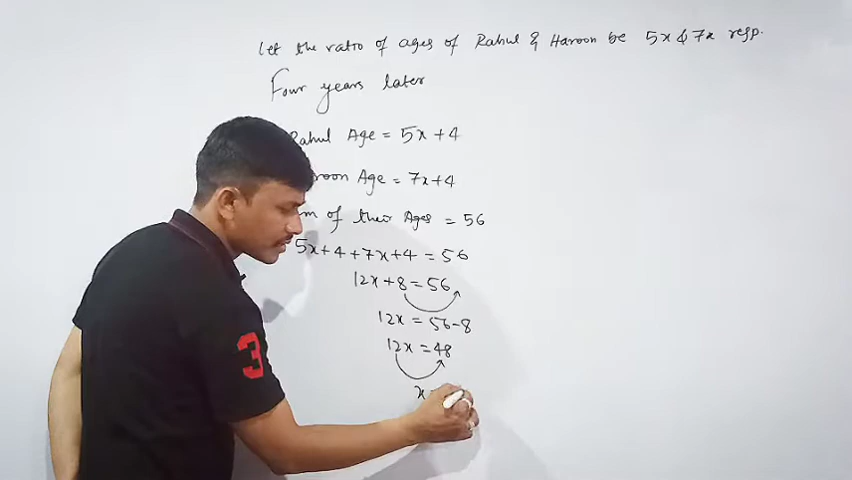 Let the ratio of ages of Rahul & Haroon be 5x & 7x resp.
Four years later
Rahul Age = 5x+4
Age = 7x+4
of their Ages = 56
5x+4+7x+4 = 56
12x+8 = 56
12x = 56-8
12x = 48
x
3